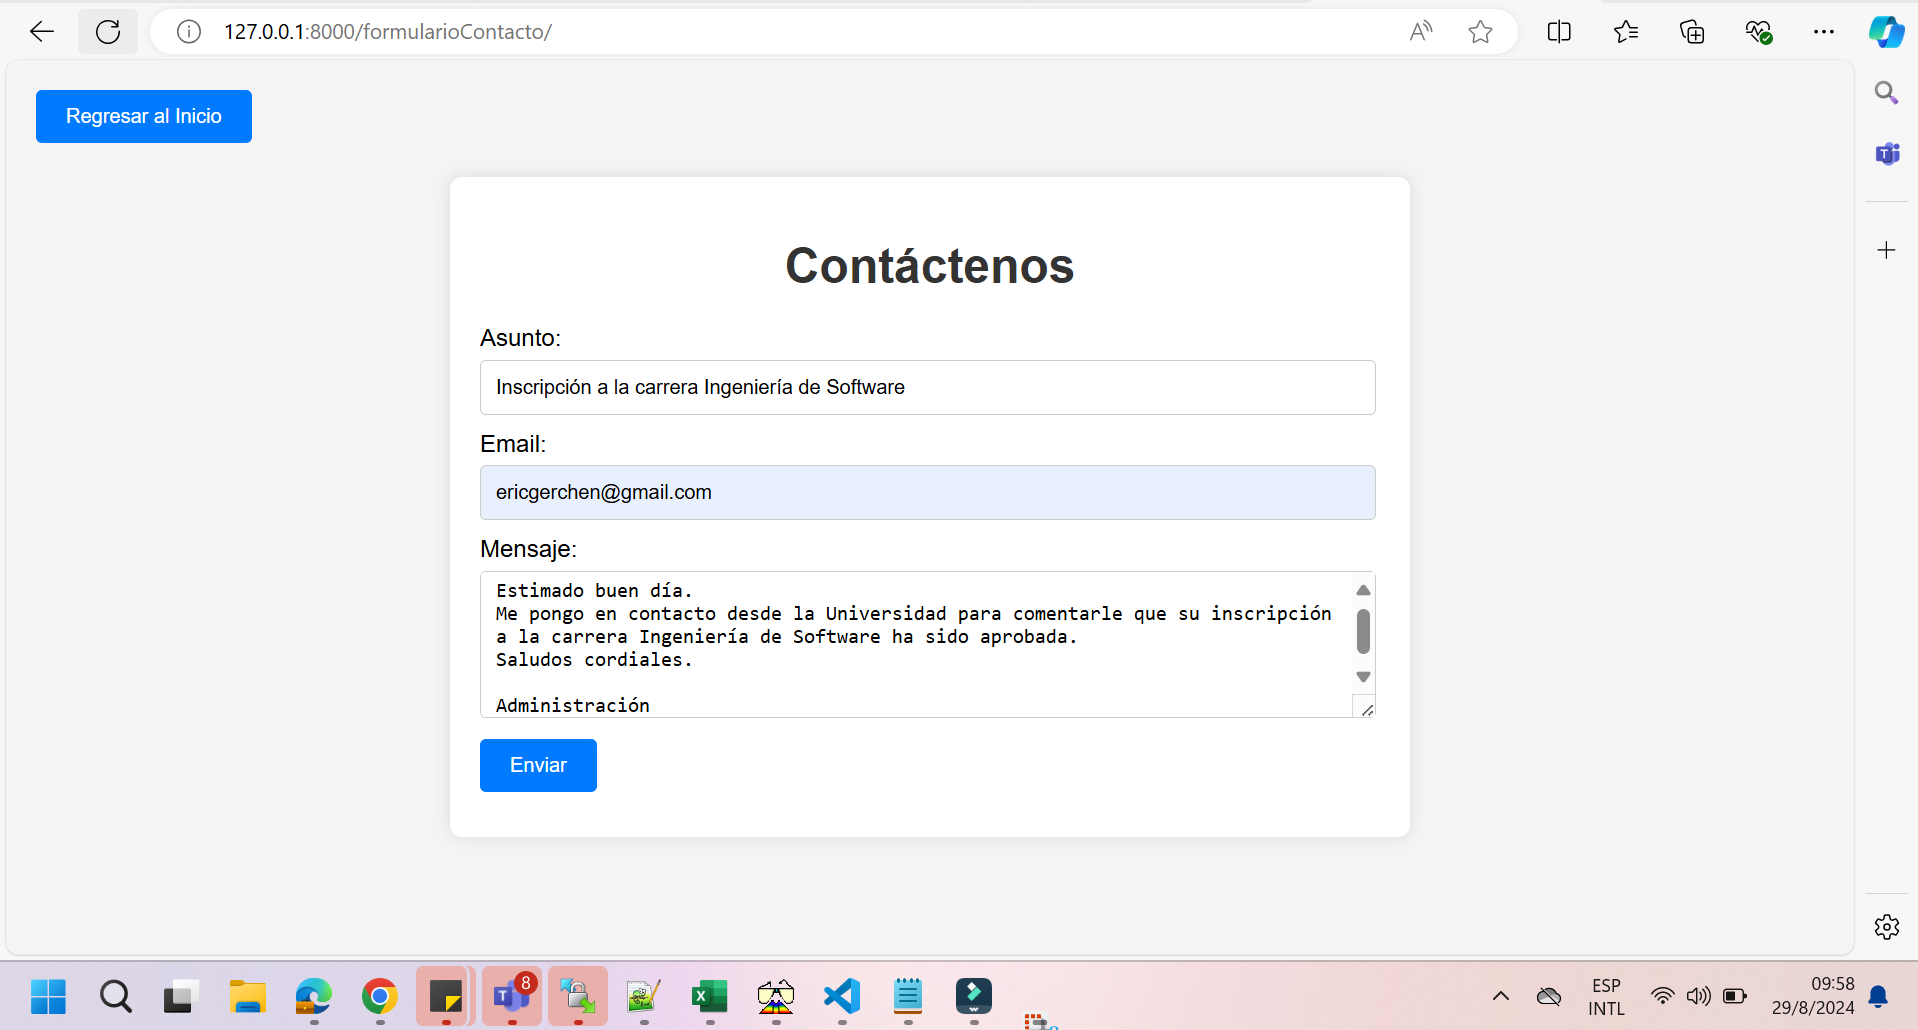 127.0.0.1:8000/formularioContacto/
Regresar al Inicio
Contáctenos
Asunto:
Inscripción a la carrera Ingeniería de Software
Email:
ericgerchen@gmail.com
Mensaje:
Estimado buen día.
Me pongo en contacto desde la Universidad para comentarle que su inscripción
a la carrera Ingeniería de Software ha sido aprobada.
Saludos cordiales.
Administración
Enviar
8
ESP
INTL
09:58
29/8/2024